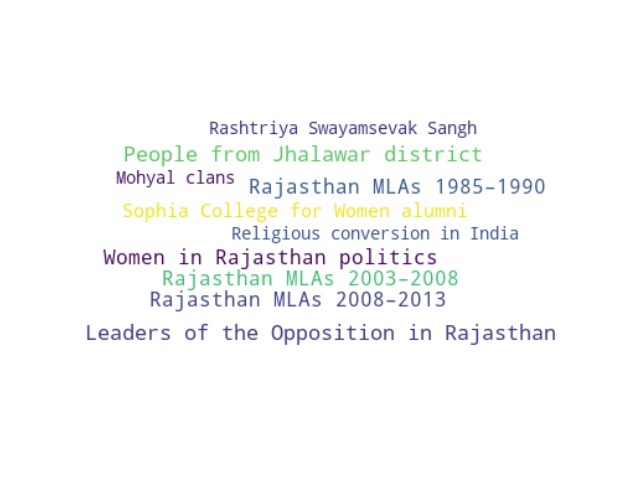 Rashtriya Swayamsevak Sangh
People from Jhalawar district
Mohyal clans
Rajasthan MLAs 1985–1990
Sophia College for Women alumni
Religious conversion in India
Women in Rajasthan politics
Rajasthan MLAs 2003–2008
Rajasthan MLAs 2008–2013
Leaders of the Opposition in Rajasthan